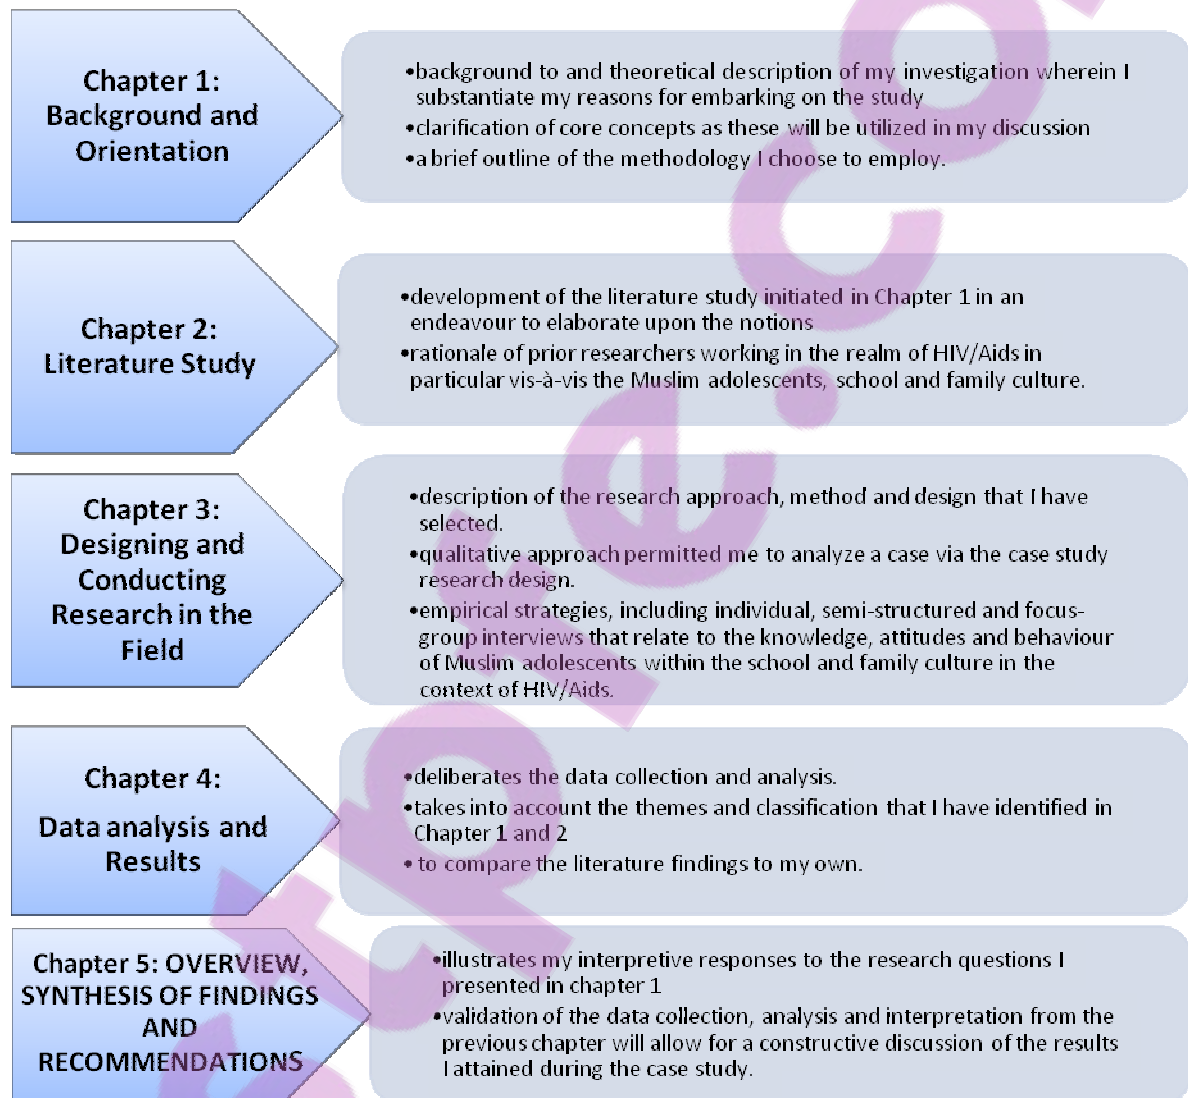 Chapter 1:
Background and
Orientation
•background to and theoretical description of my investigation wherein I
substantiate my reasons for embarking on the study
•clarification of core concepts as these will be utilized in my discussion
•a brief outline of the methodology I choose to employ.
Chapter 2:
Literature Study
•development of the literature study initiated in Chapter 1 in an
endeavour to elaborate upon the notions
•rationale of prior researchers working in the realm of HIV/Aids in
particular vis-à-vis the Muslim adolescents, school and family culture.
Chapter 3:
Designing and
Conducting
Research in the
Field
•description of the research approach, method and design that I have
selected.
•qualitative approach permitted me to analyze a case via the case study
research design.
•empirical strategies, including individual, semi-structured and focus-
group interviews that relate to the knowledge, attitudes and behaviour
of Muslim adolescents within the school and family culture in the
context of HIV/Aids.
Chapter 4:
Data analysis and
Results
•deliberates the data collection and analysis.
•takes into account the themes and classification that I have identified in
Chapter 1 and 2
• to compare the literature findings to my own.
Chapter 5: OVERVIEW,
SYNTHESIS OF FINDINGS
AND
RECOMMENDATIONS
•illustrates my interpretive responses to the research questions I
presented in chapter 1
•validation of the data collection, analysis and interpretation from the
previous chapter will allow for a constructive discussion of the results
I attained during the case study.